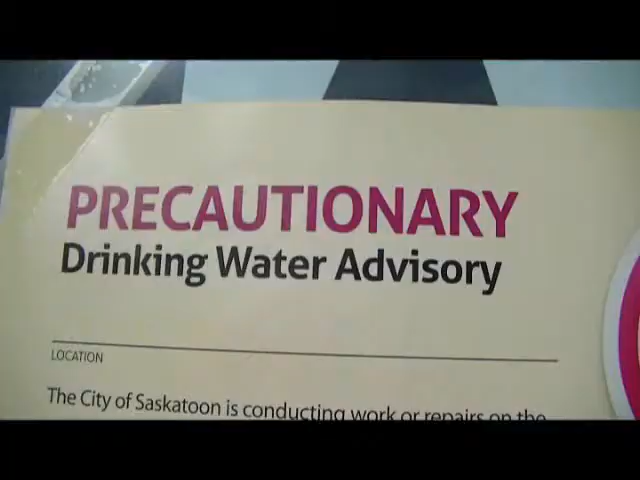 PRECAUTIONARY
Drinking Water Advisory
LOCATION
The City of Saskatoon is conducting work or repairs on the